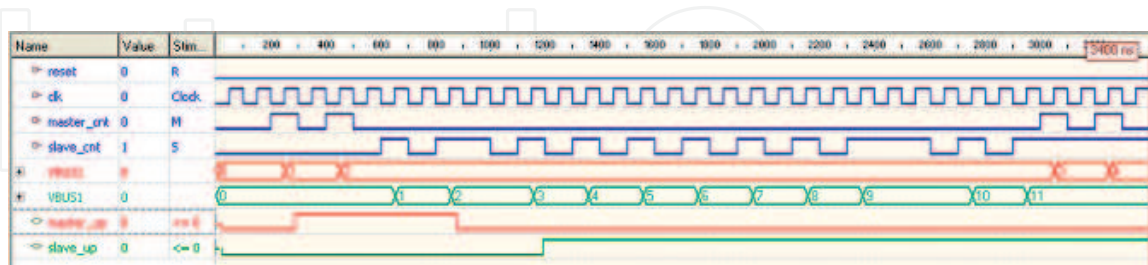 Name Value Stim... 200 400 600 800 1000 1200 1400 1600 1800 2000 2200 2400 2600 2800 3000 3400 ns
reset 0 R
clk 0 Clock
master_cnt 0 M
slave_cnt 1 S
VBUS1 0 0 1 2 3 4 5 6 7 8 9 10 11
slave_up 0 <= 0